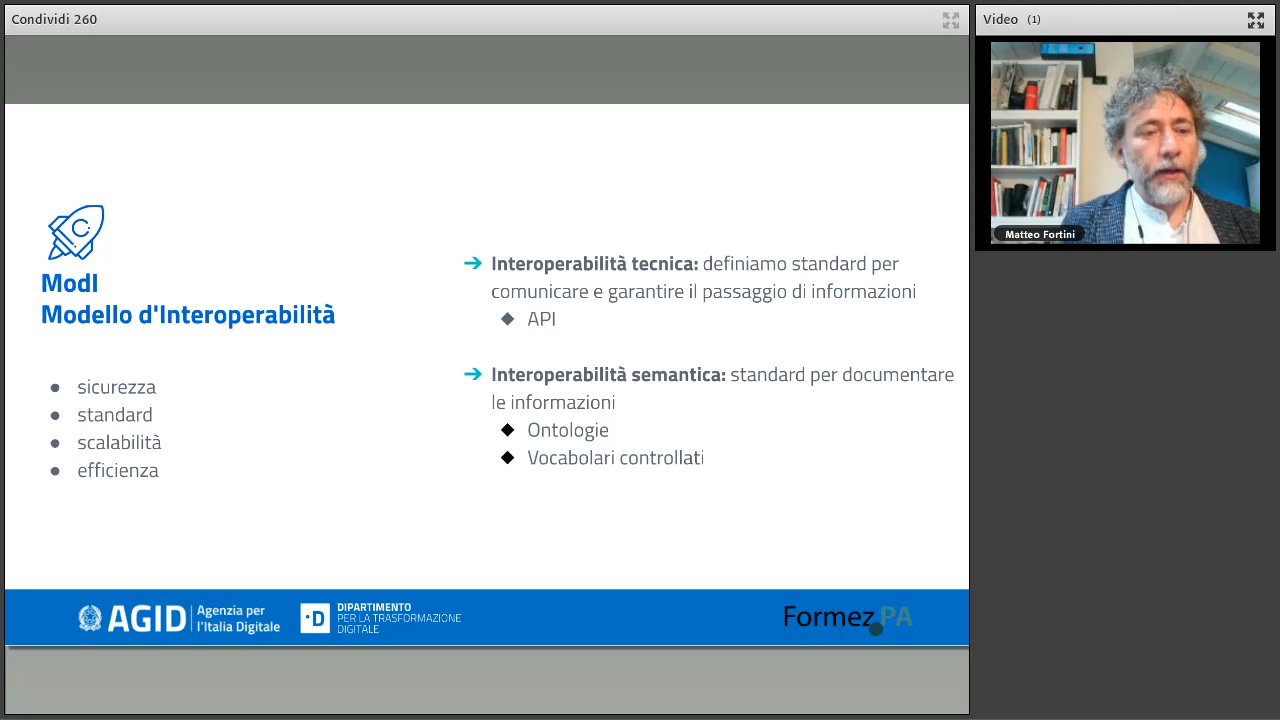 Condividi 260
Video (1)
Matteo Fortini
ModI
Modello d'Interoperabilità
sicurezza
standard
scalabilità
efficienza
Interoperabilità tecnica: definiamo standard per
comunicare e garantire il passaggio di informazioni
API
Interoperabilità semantica: standard per documentare
le informazioni
Ontologie
Vocabolari controllati
AGID Agenzia per
l'Italia Digitale
D DIPARTIMENTO
PER LA TRASFORMAZIONE
DIGITALE
Formez PA